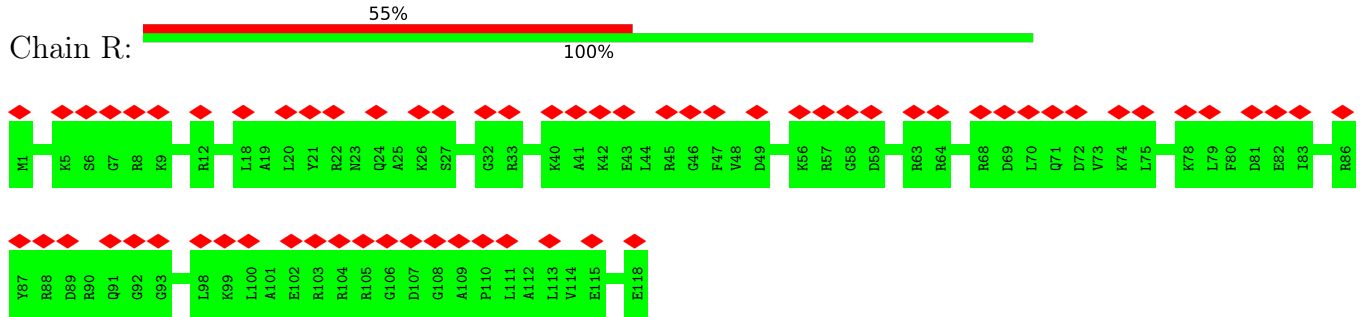 55%
Chain R:
100%
M1 K5 S6 G7 R8 K9 R12 L18 A19 L20 Y21 R22 N23 Q24 A25 K26 S27 G32 R33 K40 A41 K42 E43 L44 R45 G46 F47 V48 D49 K56 R57 G58 D59 R63 R64 R68 D69 L70 Q71 D72 V73 K74 L75 K78 L79 F80 D81 E82 I83 R86
Y87 R88 D89 R90 Q91 G92 G93 L98 K99 L100 A101 E102 R103 R104 R105 G106 D107 G108 A109 P110 L111 A112 L113 V114 E115 E118